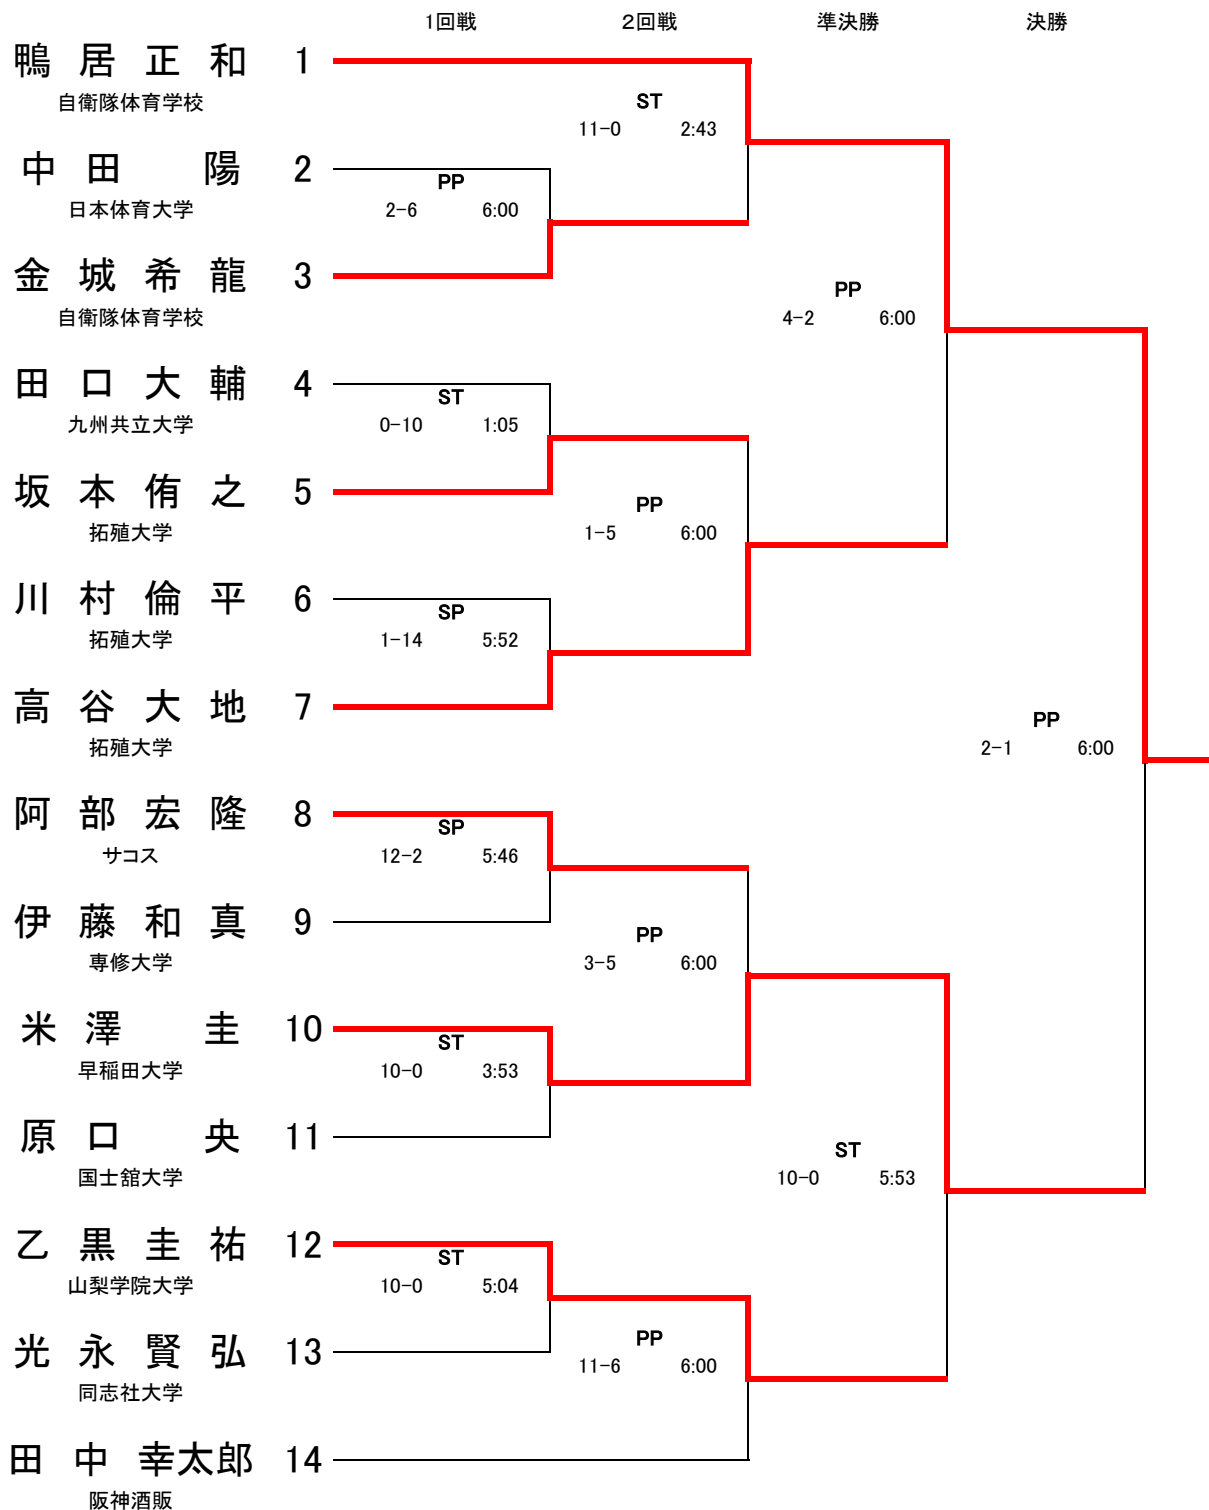 1回戦 2回戦 準決勝 決勝
鴨居正和 1
自衛隊体育学校
ST
11-0 2:43
中田 陽 2
日本体育大学
PP
2-6 6:00
金城希龍 3
自衛隊体育学校
PP
4-2 6:00
田口大輔 4
九州共立大学
ST
0-10 1:05
坂本侑之 5
拓殖大学
PP
1-5 6:00
川村倫平 6
拓殖大学
SP
1-14 5:52
高谷大地 7
拓殖大学
PP
2-1 6:00
阿部宏隆 8
サコス
SP
12-2 5:46
伊藤和真 9
専修大学
PP
3-5 6:00
米澤 圭 10
早稲田大学
ST
10-0 3:53
原口 央 11
国士舘大学
ST
10-0 5:53
乙黒圭祐 12
山梨学院大学
ST
10-0 5:04
光永賢弘 13
同志社大学
PP
11-6 6:00
田中幸太郎 14
阪神酒販